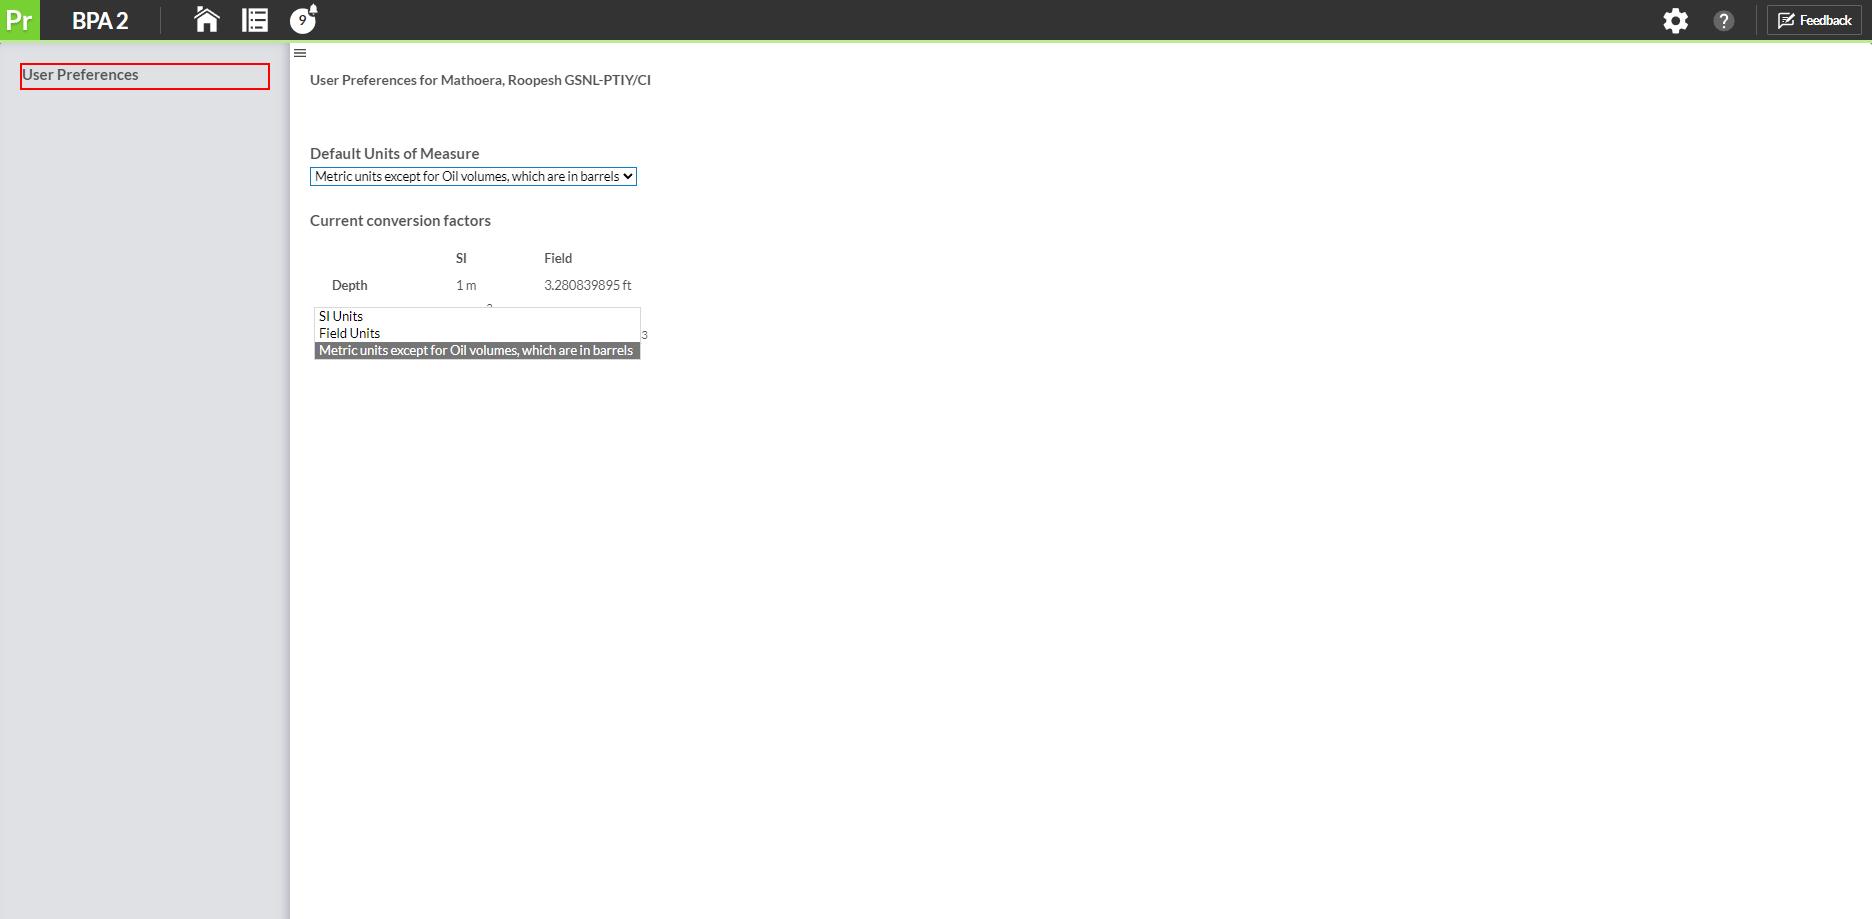 Pr BPA 2 9 ? Feedback
User Preferences
User Preferences for Mathoera, Roopesh GSNL-PTIY/CI
Default Units of Measure
Metric units except for Oil volumes, which are in barrels
Current conversion factors
SI Field
Depth 1 m 3.280839895 ft
SI Units
Field Units
3
Metric units except for Oil volumes, which are in barrels